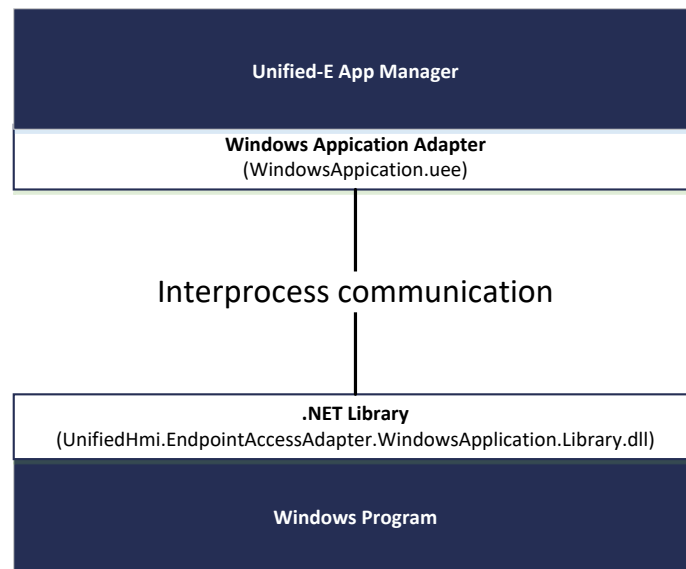 Unified-E App Manager
Windows Appication Adapter
(WindowsAppication.uee)
Interprocess communication
.NET Library
(UnifiedHmi.EndpointAccessAdapter.WindowsApplication.Library.dll)
Windows Program